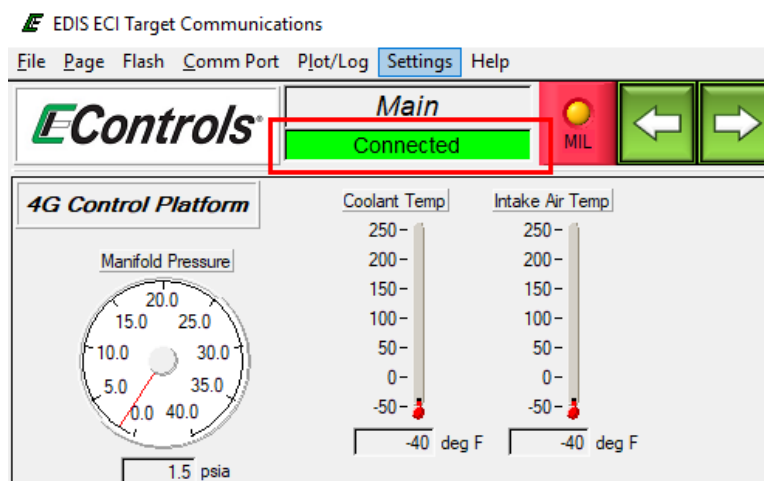 EDIS ECI Target Communications
File Page Flash Comm Port Plot/Log Settings Help
EControls®
Main
Connected
MIL
4G Control Platform
Manifold Pressure
20.0
15.0 25.0
10.0 30.0
5.0 35.0
0.0 40.0
1.5 psia
Coolant Temp
250
200
150
100
50
0
-50
-40 deg F
Intake Air Temp
250
200
150
100
50
0
-50
-40 deg F